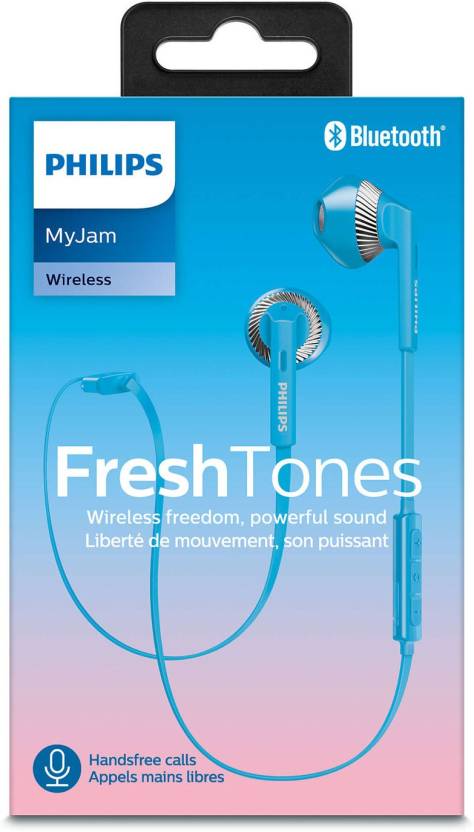 Bluetooth®
PHILIPS
MyJam
Wireless
PHILIPS
PHILIPS
FreshTones
Wireless freedom, powerful sound
Liberté de mouvement, son puissant
Handsfree calls
Appels mains libres